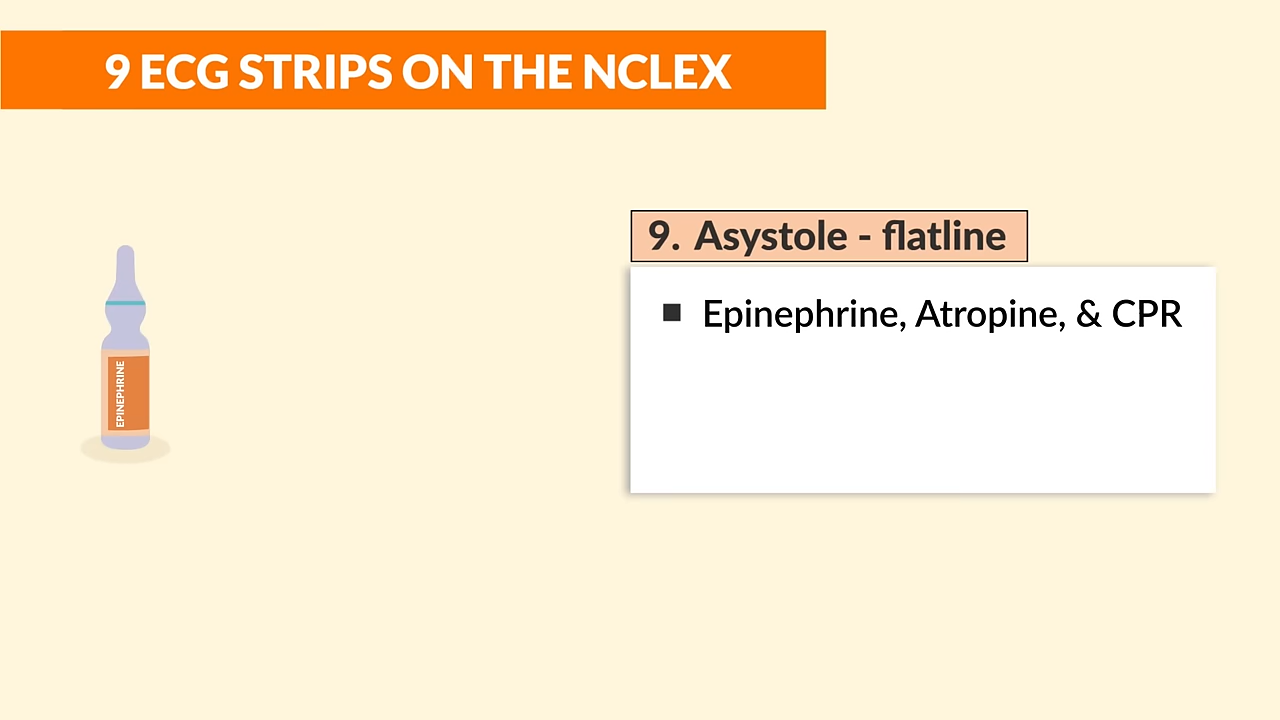 9 ECG STRIPS ON THE NCLEX
9. Asystole - flatline
■ Epinephrine, Atropine, & CPR
EPINEPHRINE